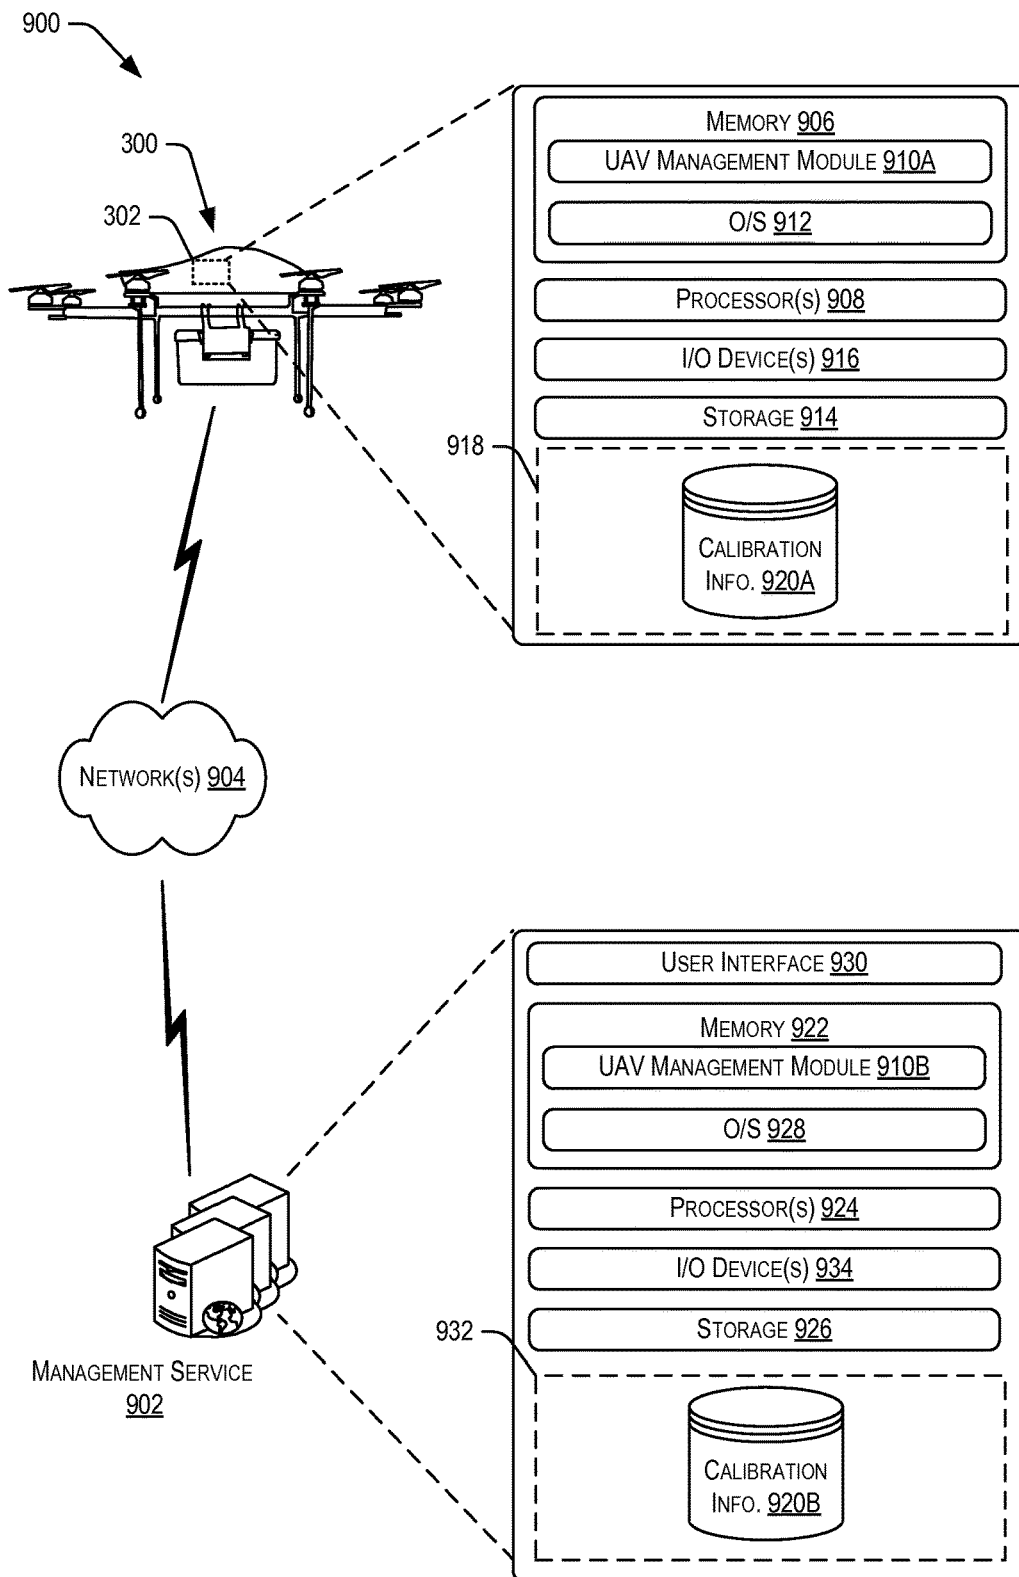 900
300
302
MEMORY 906
UAV MANAGEMENT MODULE 910A
O/S 912
PROCESSOR(S) 908
I/O DEVICE(S) 916
STORAGE 914
918
CALIBRATION
INFO. 920A
NETWORK(S) 904
USER INTERFACE 930
MEMORY 922
UAV MANAGEMENT MODULE 910B
O/S 928
PROCESSOR(S) 924
I/O DEVICE(S) 934
STORAGE 926
932
CALIBRATION
INFO. 920B
MANAGEMENT SERVICE
902